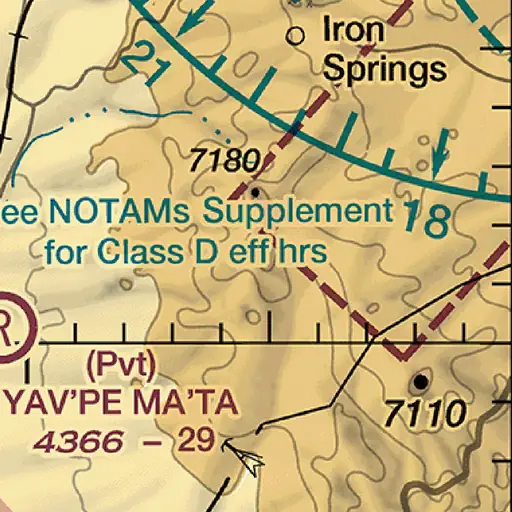 Iron
Springs
21
7180
ee NOTAMs Supplement
18
for Class D eff hrs
R
(Pvt)
YAV'PE MA'TA
4366 - 29
7110